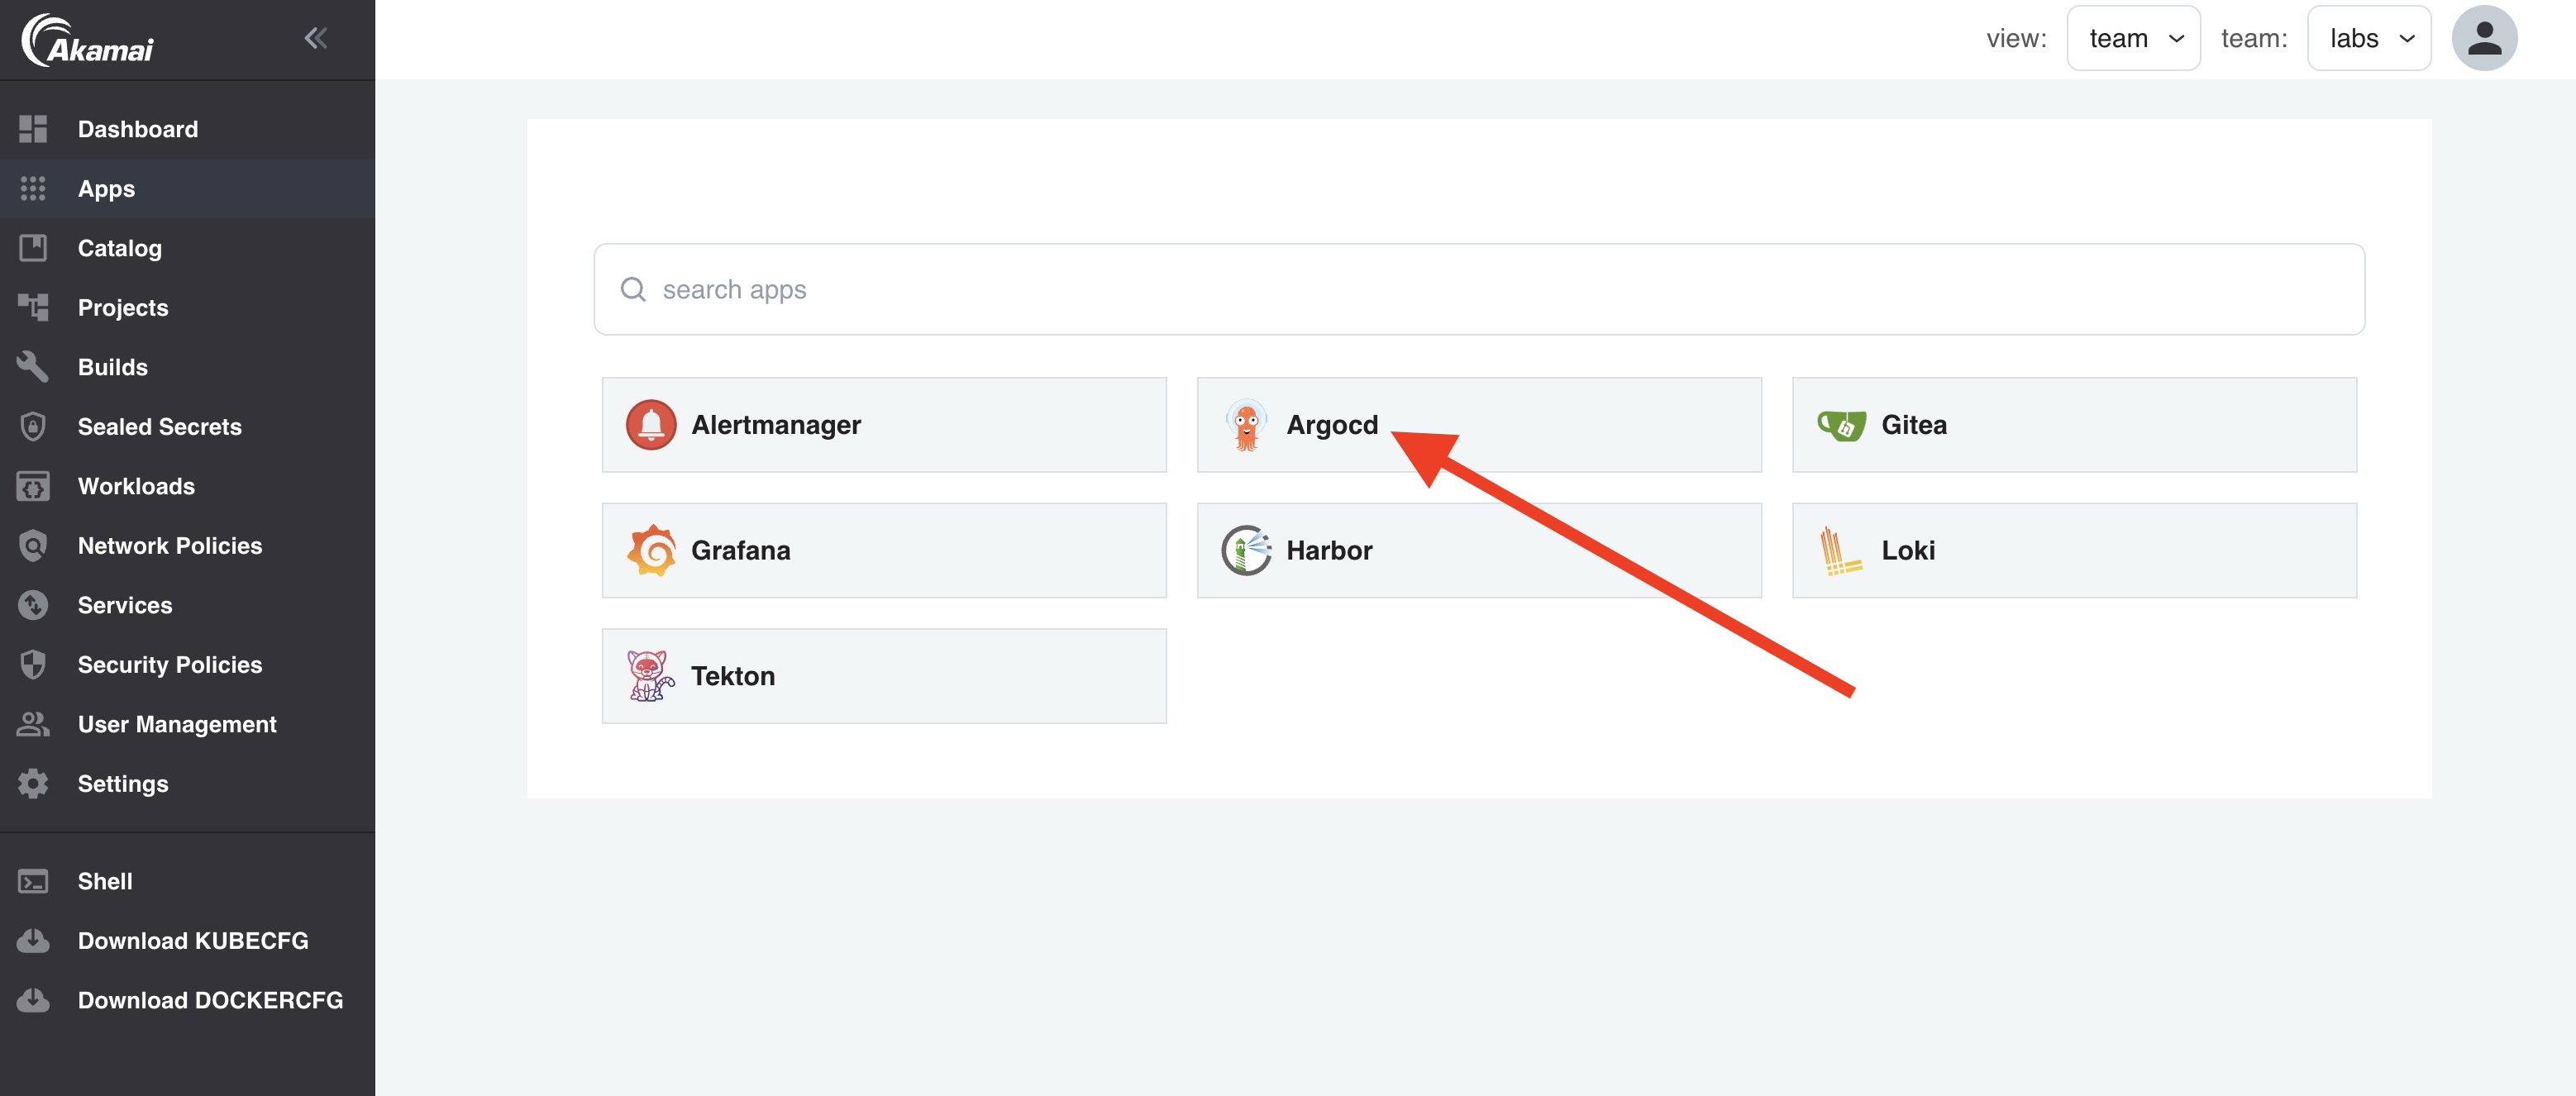 Akamai
view:
team
team:
labs
Dashboard
Apps
Catalog
Projects
Builds
Sealed Secrets
Workloads
Network Policies
Services
Security Policies
User Management
Settings
Shell
Download KUBECFG
Download DOCKERCFG
search apps
Alertmanager
Argocd
Gitea
Grafana
Harbor
Loki
Tekton